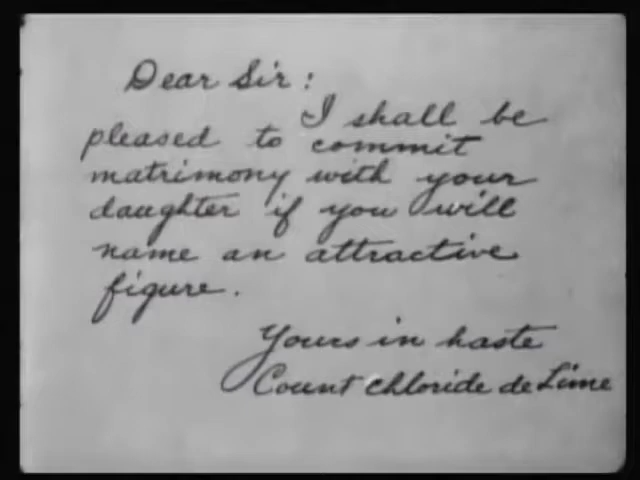 Dear Sir:
I shall be
pleased to commit
matrimony with your
daughter if you will
name an attractive
figure.
Yours in haste
Count Chloride de Lime